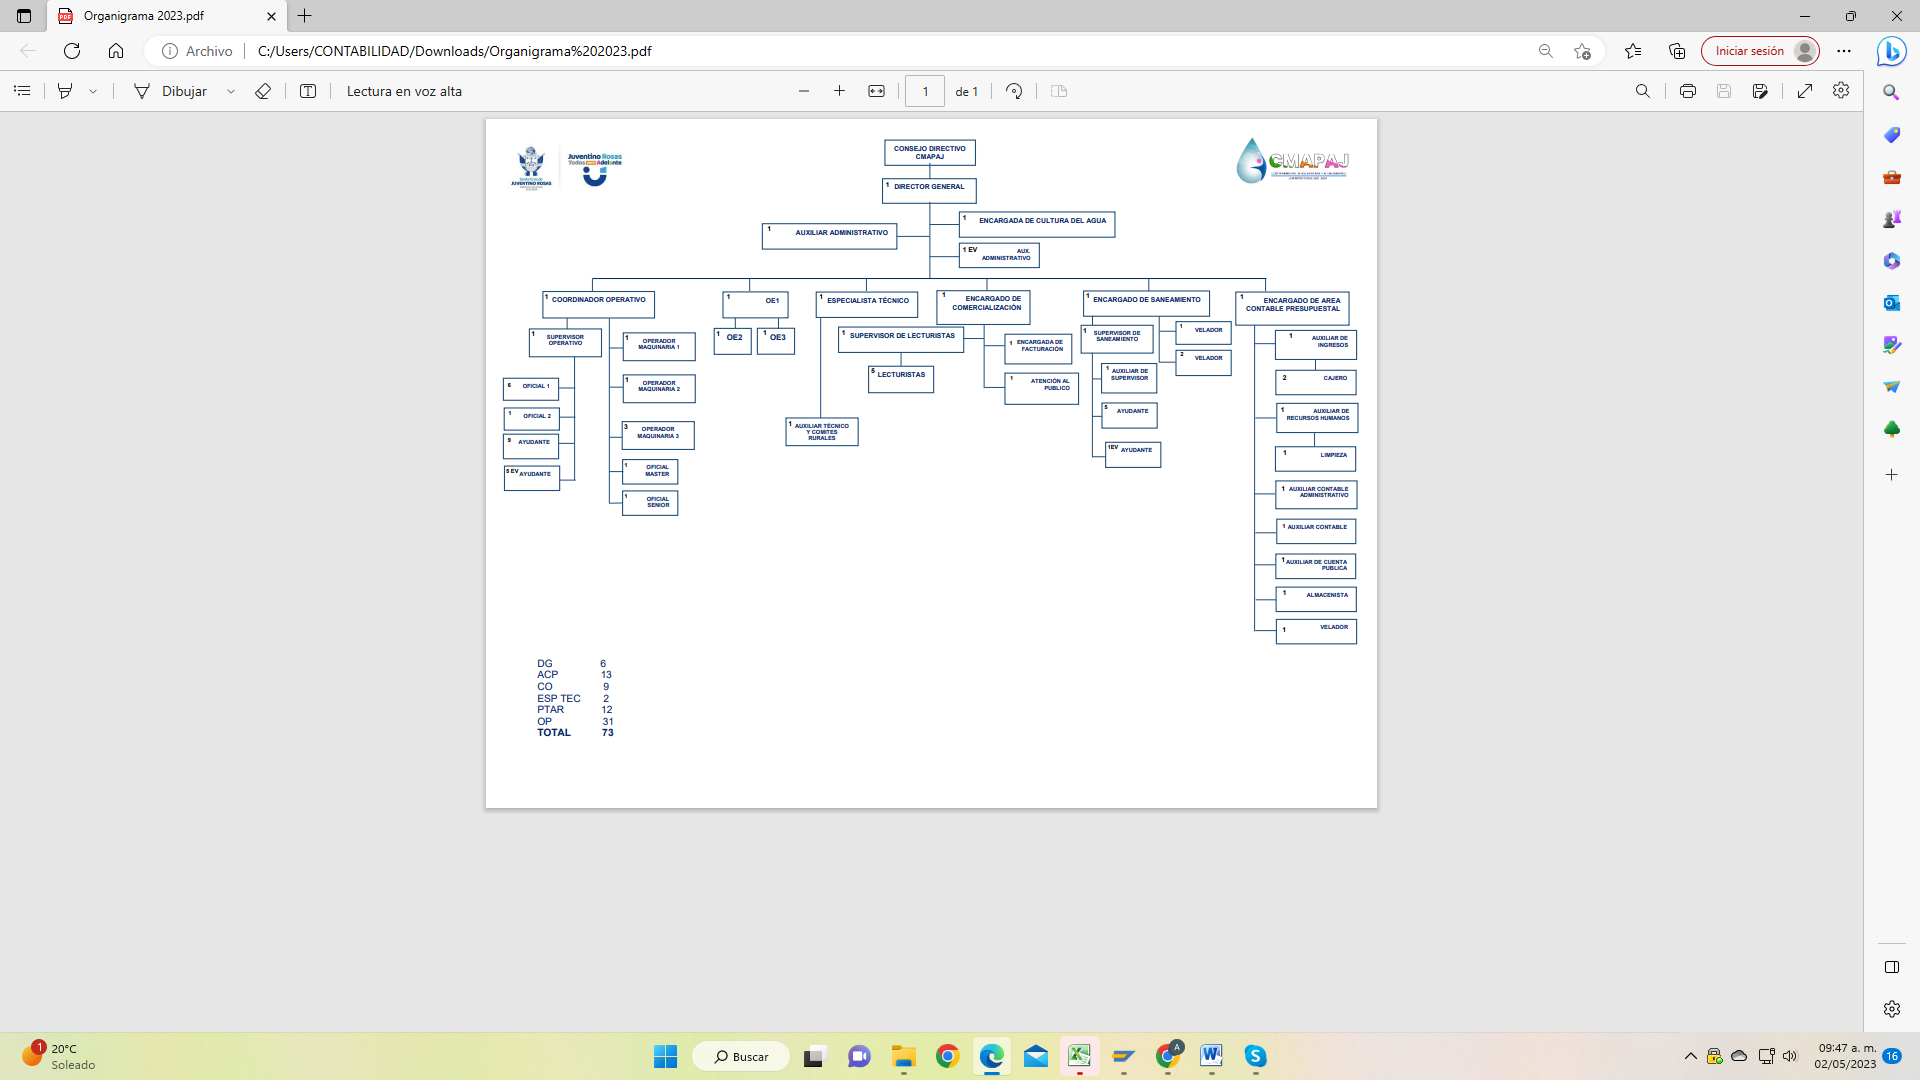 Organigrama 2023.pdf
Archivo
C:/Users/CONTABILIDAD/Downloads/Organigrama%202023.pdf
Iniciar sesión
Dibujar
Lectura en voz alta
1
de 1
JUVENTINO ROSAS
Juventino Rosas
Todos Adelante
CMAPAJ
CONSEJO DIRECTIVO
CMAPAJ
1 DIRECTOR GENERAL
1 ENCARGADA DE CULTURA DEL AGUA
1 AUXILIAR ADMINISTRATIVO
1 EV AUX.
ADMINISTRATIVO
1 COORDINADOR OPERATIVO
1 SUPERVISOR
OPERATIVO
6 OFICIAL 1
1 OFICIAL 2
9 AYUDANTE
5 EV AYUDANTE
1 OPERADOR
MAQUINARIA 1
1 OPERADOR
MAQUINARIA 2
3 OPERADOR
MAQUINARIA 3
1 OFICIAL
MASTER
1 OFICIAL
SENIOR
1 OE1
1 OE2
1 OE3
1 ESPECIALISTA TÉCNICO
1 AUXILIAR TÉCNICO
Y COMITES
RURALES
1 ENCARGADO DE
COMERCIALIZACIÓN
1 SUPERVISOR DE LECTURISTAS
5 LECTURISTAS
1 ENCARGADA DE
FACTURACIÓN
1 ATENCIÓN AL
PUBLICO
1 ENCARGADO DE SANEAMIENTO
1 SUPERVISOR DE
SANEAMIENTO
1 AUXILIAR DE
SUPERVISOR
5 AYUDANTE
1EV AYUDANTE
1 VELADOR
2 VELADOR
1 ENCARGADO DE AREA
CONTABLE PRESUPUESTAL
1 AUXILIAR DE
INGRESOS
2 CAJERO
1 AUXILIAR DE
RECURSOS HUMANOS
1 LIMPIEZA
1 AUXILIAR CONTABLE
ADMINISTRATIVO
1 AUXILIAR CONTABLE
1 AUXILIAR DE CUENTA
PUBLICA
1 ALMACENISTA
1 VELADOR
DG 6
ACP 13
CO 9
ESP TEC 2
PTAR 12
OP 31
TOTAL 73
1
20°C
Soleado
Buscar
A
09:47 a. m.
02/05/2023
16